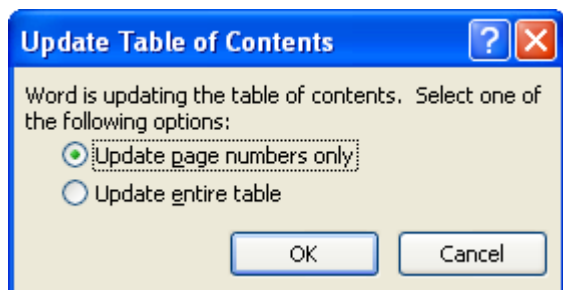 Update Table of Contents
Word is updating the table of contents. Select one of
the following options:
Update page numbers only
Update entire table
OK Cancel